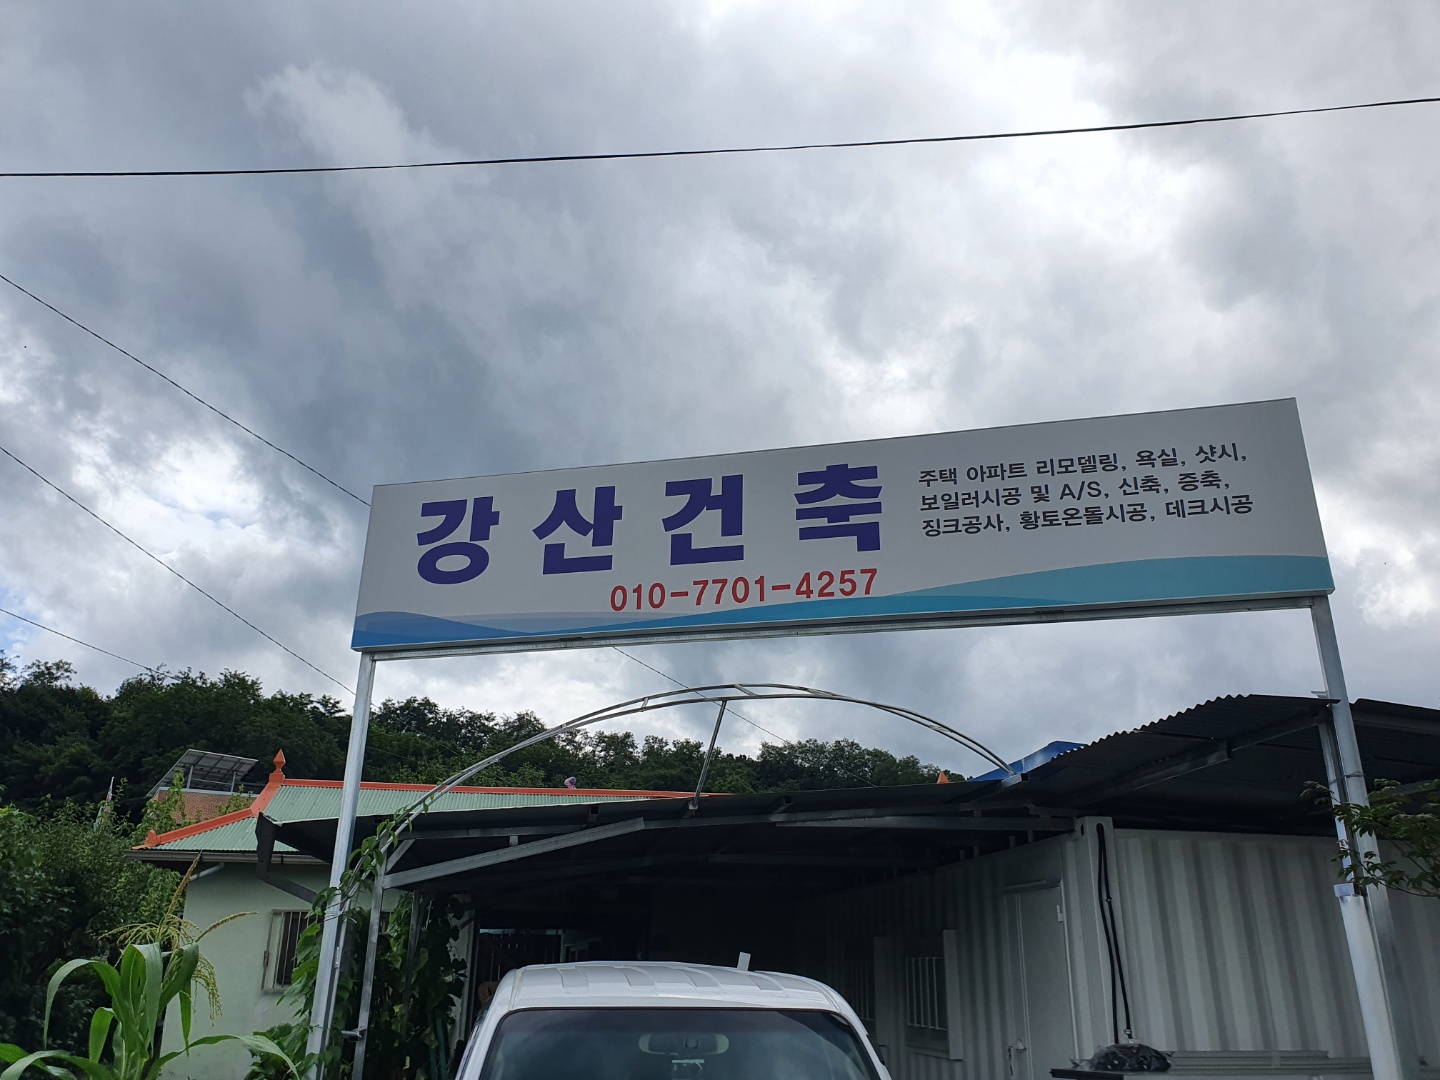 강산건축
010-7701-4257
주택 아파트 리모델링, 욕실, 샷시,
보일러시공 및 A/S, 신축, 증축,
징크공사, 황토온돌시공, 데크시공